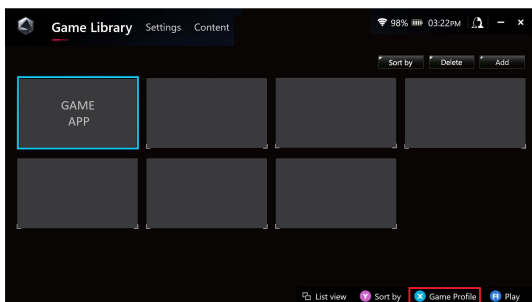 Game Library Settings Content 98% 03:22PM
Sort by Delete Add
GAME
APP
List view Y Sort by X Game Profile Play